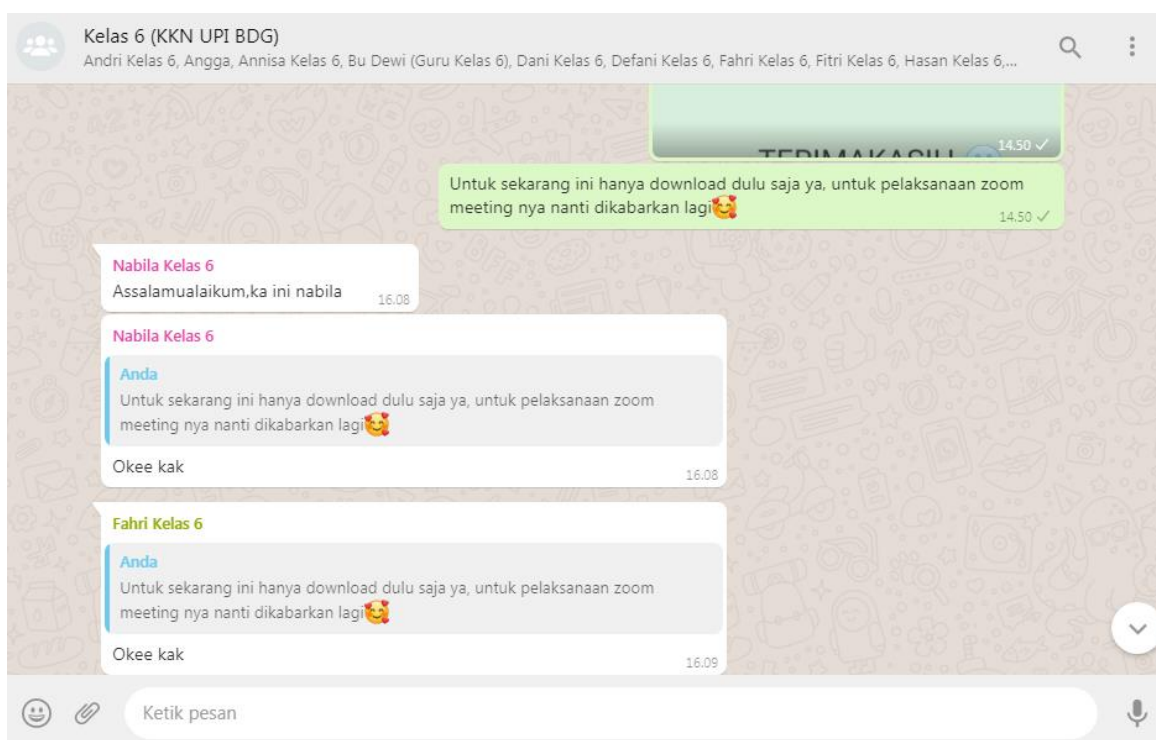 Kelas 6 (KKN UPI BDG)
Andri Kelas 6, Angga, Annisa Kelas 6, Bu Dewi (Guru Kelas 6), Dani Kelas 6, Defani Kelas 6, Fahri Kelas 6, Fitri Kelas 6, Hasan Kelas 6,...
TERIMAKASIH
14.50
Untuk sekarang ini hanya download dulu saja ya, untuk pelaksanaan zoom
meeting nya nanti dikabarkan lagi🥰
14.50
Nabila Kelas 6
Assalamualaikum,ka ini nabila
16.08
Nabila Kelas 6
Anda
Untuk sekarang ini hanya download dulu saja ya, untuk pelaksanaan zoom
meeting nya nanti dikabarkan lagi🥰
Okee kak
16.08
Fahri Kelas 6
Anda
Untuk sekarang ini hanya download dulu saja ya, untuk pelaksanaan zoom
meeting nya nanti dikabarkan lagi🥰
Okee kak
16.09
Ketik pesan